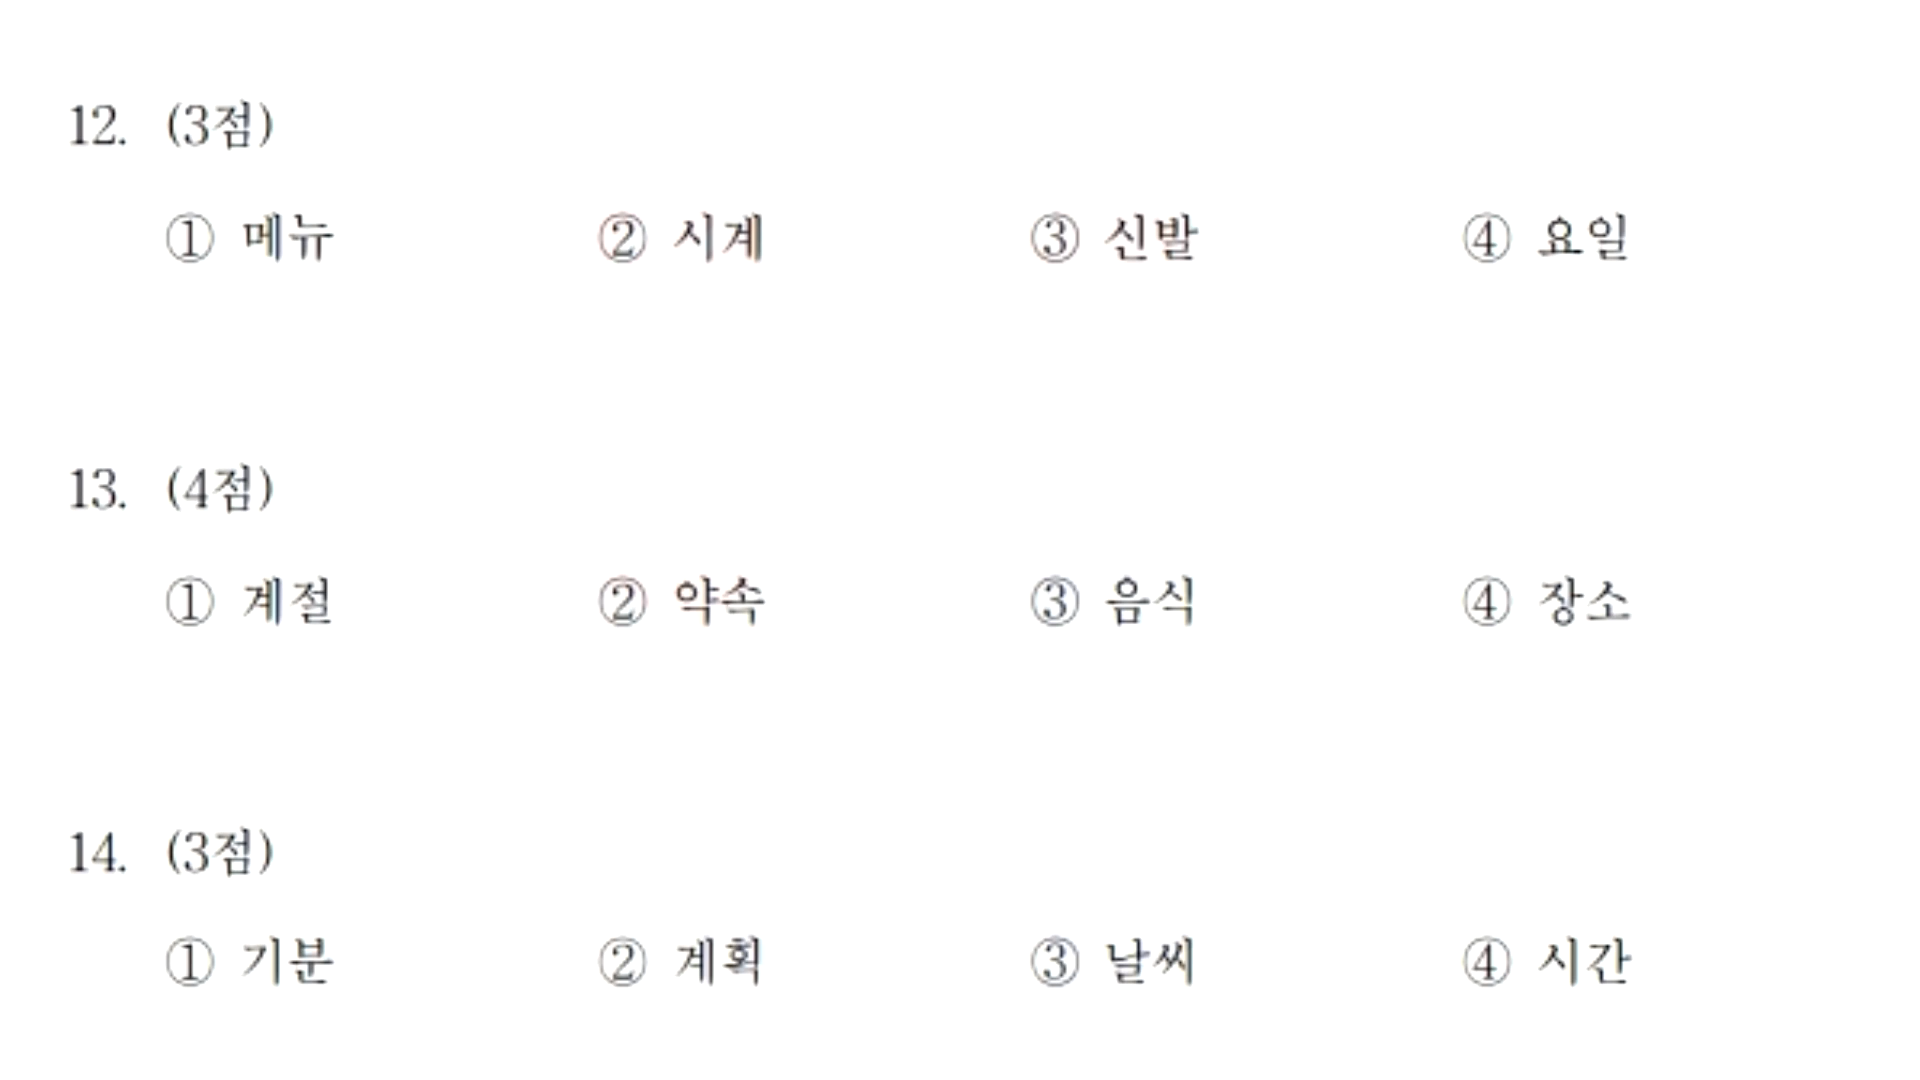 12. (3점)
① 메뉴 ② 시계 ③ 신발 ④ 요일
13. (4점)
① 계절 ② 약속 ③ 음식 ④ 장소
14. (3점)
① 기분 ② 계획 ③ 날씨 ④ 시간